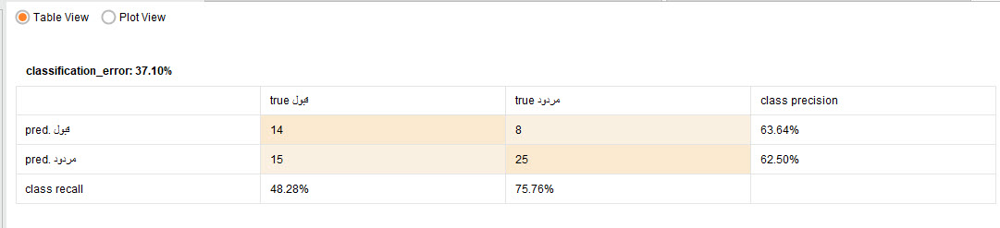 Table View Plot View
classification_error: 37.10%
true قبول true مردود class precision
pred. قبول 14 8 63.64%
pred. مردود 15 25 62.50%
class recall 48.28% 75.76%